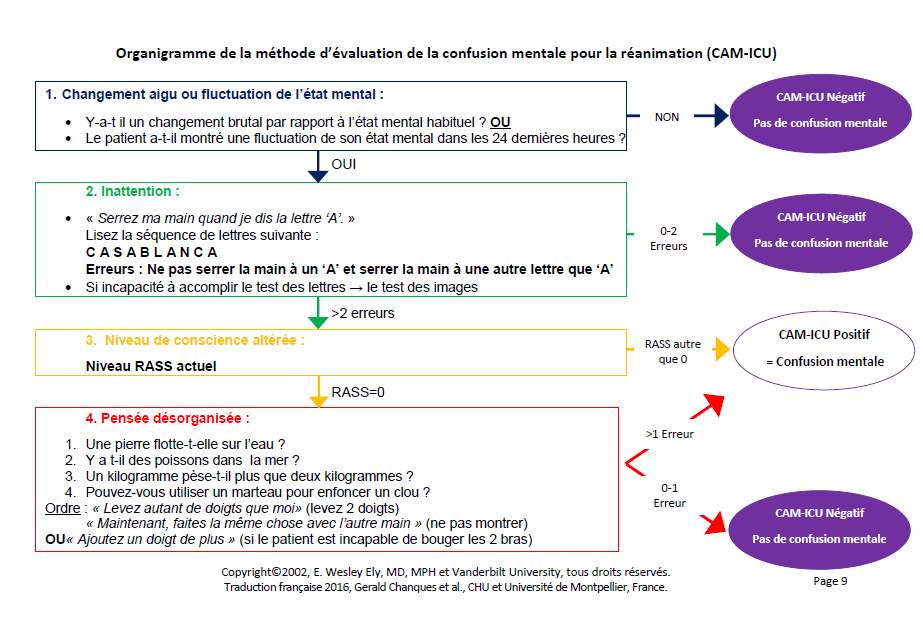 Organigramme de la méthode d'évaluation de la confusion mentale pour la réanimation (CAM-ICU)
1. Changement aigu ou fluctuation de l'état mental :
• Y-a-t il un changement brutal par rapport à l'état mental habituel ? OU
• Le patient a-t-il montré une fluctuation de son état mental dans les 24 dernières heures ?
NON
CAM-ICU Négatif
Pas de confusion mentale
OUI
2. Inattention :
• « Serrez ma main quand je dis la lettre 'A'. »
Lisez la séquence de lettres suivante :
C A S A B L A N C A
Erreurs : Ne pas serrer la main à un 'A' et serrer la main à une autre lettre que 'A'
• Si incapacité à accomplir le test des lettres → le test des images
0-2
Erreurs
CAM-ICU Négatif
Pas de confusion mentale
>2 erreurs
3. Niveau de conscience altérée :
Niveau RASS actuel
RASS autre
que 0
CAM-ICU Positif
= Confusion mentale
RASS=0
4. Pensée désorganisée :
1. Une pierre flotte-t-elle sur l'eau ?
2. Y a t-il des poissons dans la mer ?
3. Un kilogramme pèse-t-il plus que deux kilogrammes ?
4. Pouvez-vous utiliser un marteau pour enfoncer un clou ?
Ordre : « Levez autant de doigts que moi» (levez 2 doigts)
« Maintenant, faites la même chose avec l'autre main » (ne pas montrer)
OU« Ajoutez un doigt de plus » (si le patient est incapable de bouger les 2 bras)
>1 Erreur
0-1
Erreur
CAM-ICU Négatif
Pas de confusion mentale
Copyright©2002, E. Wesley Ely, MD, MPH et Vanderbilt University, tous droits réservés.
Traduction française 2016, Gerald Chanques et al., CHU et Université de Montpellier, France.
Page 9